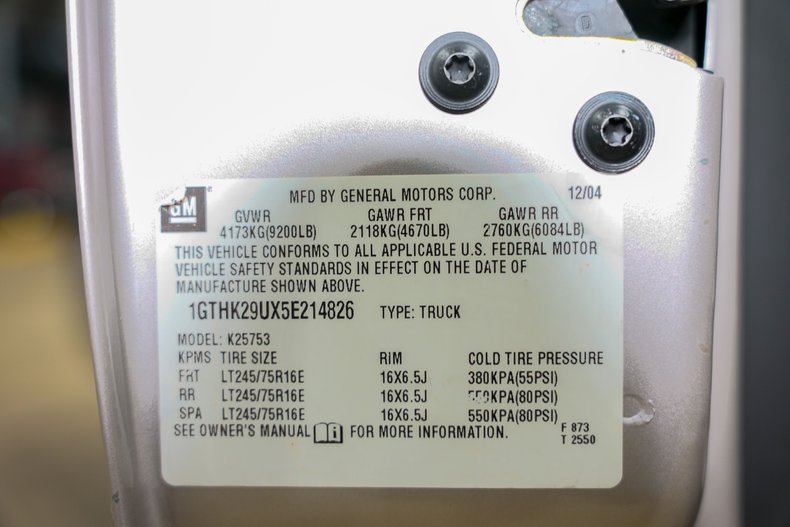 MFD BY GENERAL MOTORS CORP. 12/04
GM
GVWR GAWR FRT GAWR RR
4173KG(9200LB) 2118KG(4670LB) 2760KG(6084LB)
THIS VEHICLE CONFORMS TO ALL APPLICABLE U.S. FEDERAL MOTOR
VEHICLE SAFETY STANDARDS IN EFFECT ON THE DATE OF
MANUFACTURE SHOWN ABOVE.
1GTHK29UX5E214826 TYPE: TRUCK
MODEL: K25753
KPMS TIRE SIZE RIM COLD TIRE PRESSURE
FRT LT245/75R16E 16X6.5J 380KPA(55PSI)
RR LT245/75R16E 16X6.5J 550KPA(80PSI)
SPA LT245/75R16E 16X6.5J 550KPA(80PSI)
SEE OWNER'S MANUAL FOR MORE INFORMATION.
F 873
T 2550